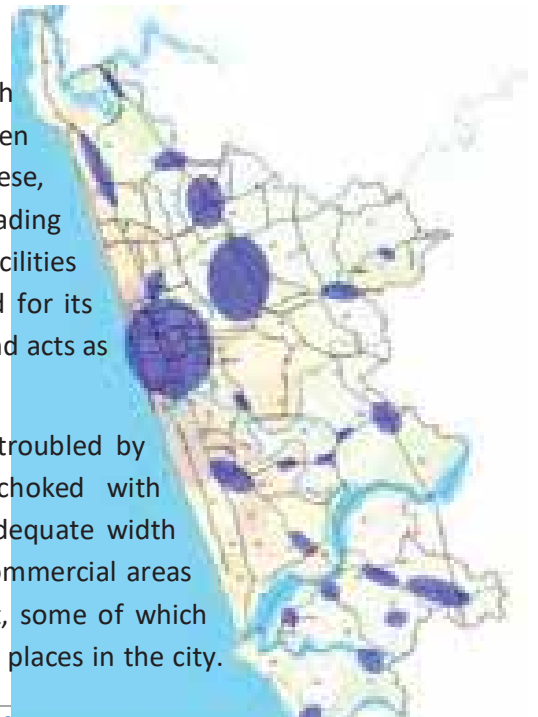 en
ese,
ading
cilities
for its
nd acts as
troubled by
choked with
dequate width
ommercial areas
, some of which
places in the city.